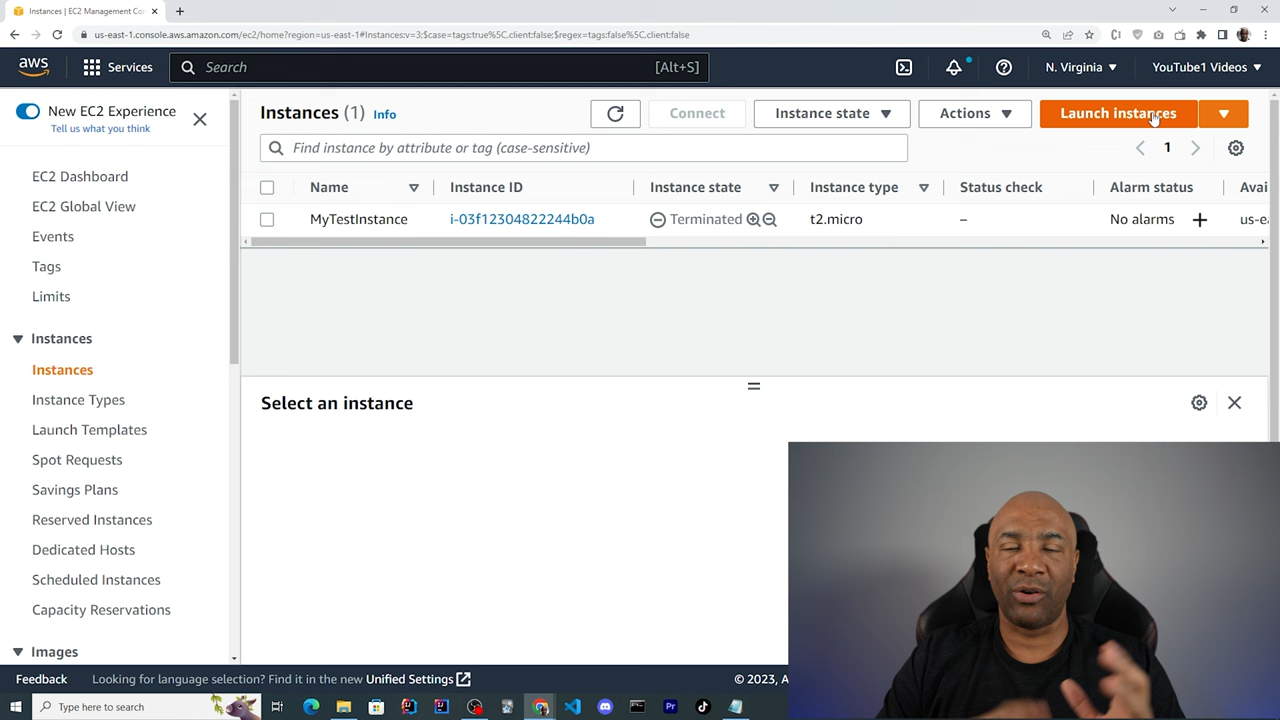 Instances | EC2 Management Co
us-east-1.console.aws.amazon.com/ec2/home?region=us-east-1#Instances:v=3;$case=tags:true%5C,client:false;$regex=tags:false%5C,client:false
aws Services Search [Alt+S] N. Virginia YouTube1 Videos
New EC2 Experience
Tell us what you think
EC2 Dashboard
EC2 Global View
Events
Tags
Limits
Instances
Instances
Instance Types
Launch Templates
Spot Requests
Savings Plans
Reserved Instances
Dedicated Hosts
Scheduled Instances
Capacity Reservations
Images
Instances (1) Info Connect Instance state Actions Launch instances
Find instance by attribute or tag (case-sensitive) 1
Name Instance ID Instance state Instance type Status check Alarm status Avai
MyTestInstance i-03f12304822244b0a Terminated t2.micro – No alarms us-ea
Select an instance
Feedback Looking for language selection? Find it in the new Unified Settings © 2023, A
Type here to search